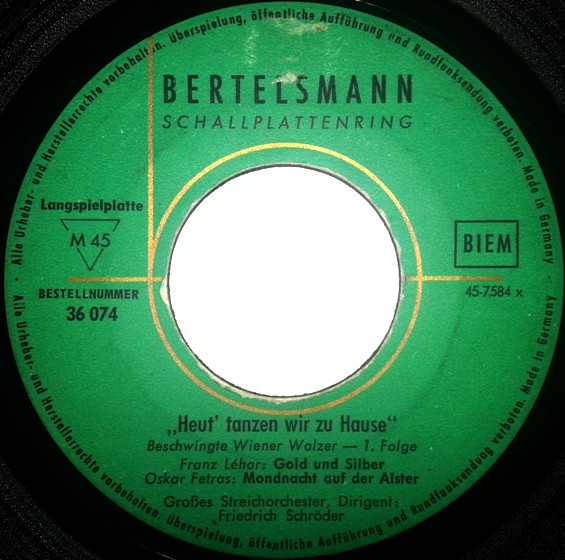 Alle Urheber- und Herstellerrechte vorbehalten. Überspielung, öffentliche Aufführung und Rundfunksendung verboten. Made in Germany
BERTELSMANN
SCHALLPLATTENRING
Langspielplatte
M 45
BIEM
BESTELLNUMMER
36 074
45-7584 x
„Heut' tanzen wir zu Hause“
Beschwingte Wiener Walzer — 1. Folge
Franz Léhar: Gold und Silber
Oskar Fetras: Mondnacht auf der Alster
Großes Streichorchester, Dirigent:
Friedrich Schröder
Alle Urheber- und Herstellerrechte vorbehalten. Überspielung, öffentliche Aufführung und Rundfunksendung verboten. Made in Germany